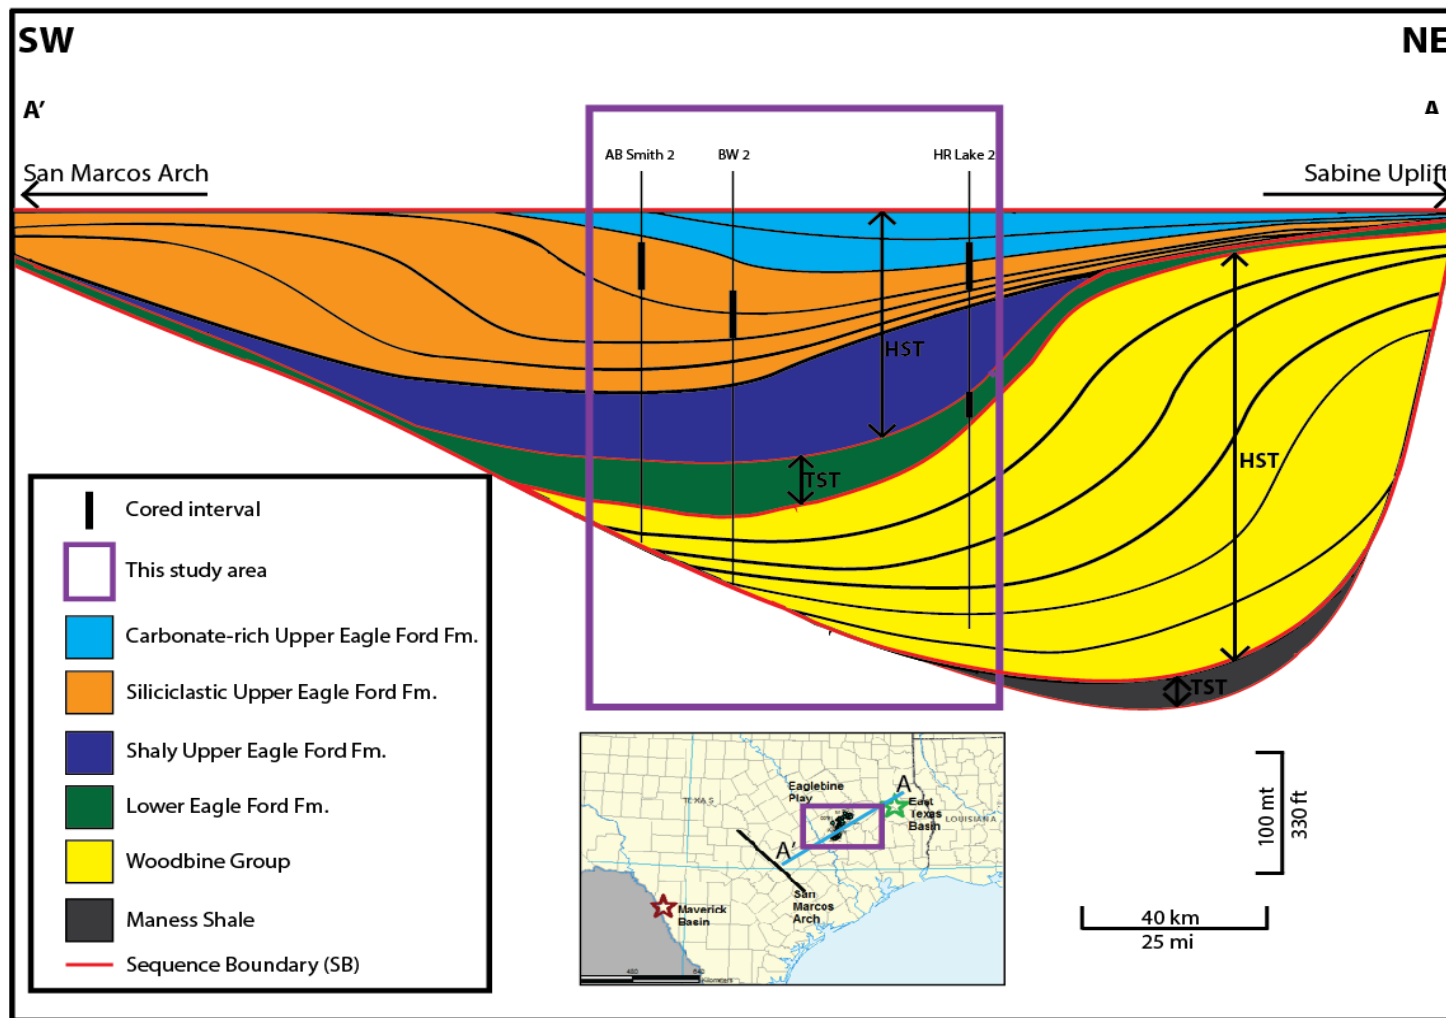 SW
NE
A'
A
AB Smith 2
BW 2
HR Lake 2
San Marcos Arch
Sabine Uplift
HST
TST
HST
TST
Cored interval
This study area
Carbonate-rich Upper Eagle Ford Fm.
Siliciclastic Upper Eagle Ford Fm.
Shaly Upper Eagle Ford Fm.
Lower Eagle Ford Fm.
Woodbine Group
Maness Shale
Sequence Boundary (SB)
Eaglebine
Play
A
TEXAS
East
Texas
Basin
LOUISIANA
A'
San
Marcos
Arch
Maverick
Basin
100 mt
330 ft
40 km
25 mi